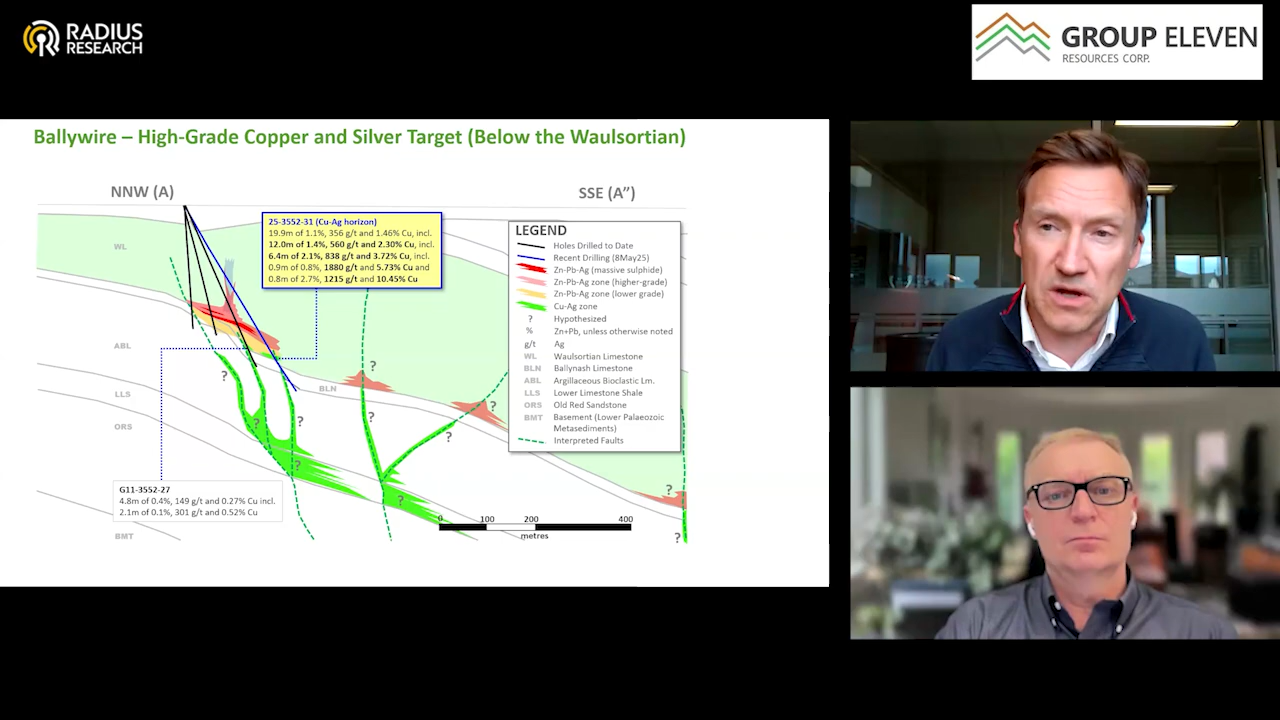 RADIUS
RESEARCH
GROUP ELEVEN
RESOURCES CORP.
Ballywire – High-Grade Copper and Silver Target (Below the Waulsortian)
NNW (A)
SSE (A”)
25-3552-31 (Cu-Ag horizon)
19.9m of 1.1%, 356 g/t and 1.46% Cu, incl.
12.0m of 1.4%, 560 g/t and 2.30% Cu, incl.
6.4m of 2.1%, 838 g/t and 3.72% Cu, incl.
0.9m of 0.8%, 1880 g/t and 5.73% Cu and
0.8m of 2.7%, 1215 g/t and 10.45% Cu
LEGEND
Holes Drilled to Date
Recent Drilling (8May25)
Zn-Pb-Ag (massive sulphide)
Zn-Pb-Ag zone (higher-grade)
Zn-Pb-Ag zone (lower grade)
Cu-Ag zone
? Hypothesized
% Zn+Pb, unless otherwise noted
g/t Ag
WL Waulsortian Limestone
BLN Ballynash Limestone
ABL Argillaceous Bioclastic Lm.
LLS Lower Limestone Shale
ORS Old Red Sandstone
BMT Basement (Lower Palaeozoic
Metasediments)
Interpreted Faults
WL
ABL
BLN
LLS
ORS
BMT
?
?
?
?
?
?
?
?
?
?
?
G11-3552-27
4.8m of 0.4%, 149 g/t and 0.27% Cu incl.
2.1m of 0.1%, 301 g/t and 0.52% Cu
0 100 200 400
metres